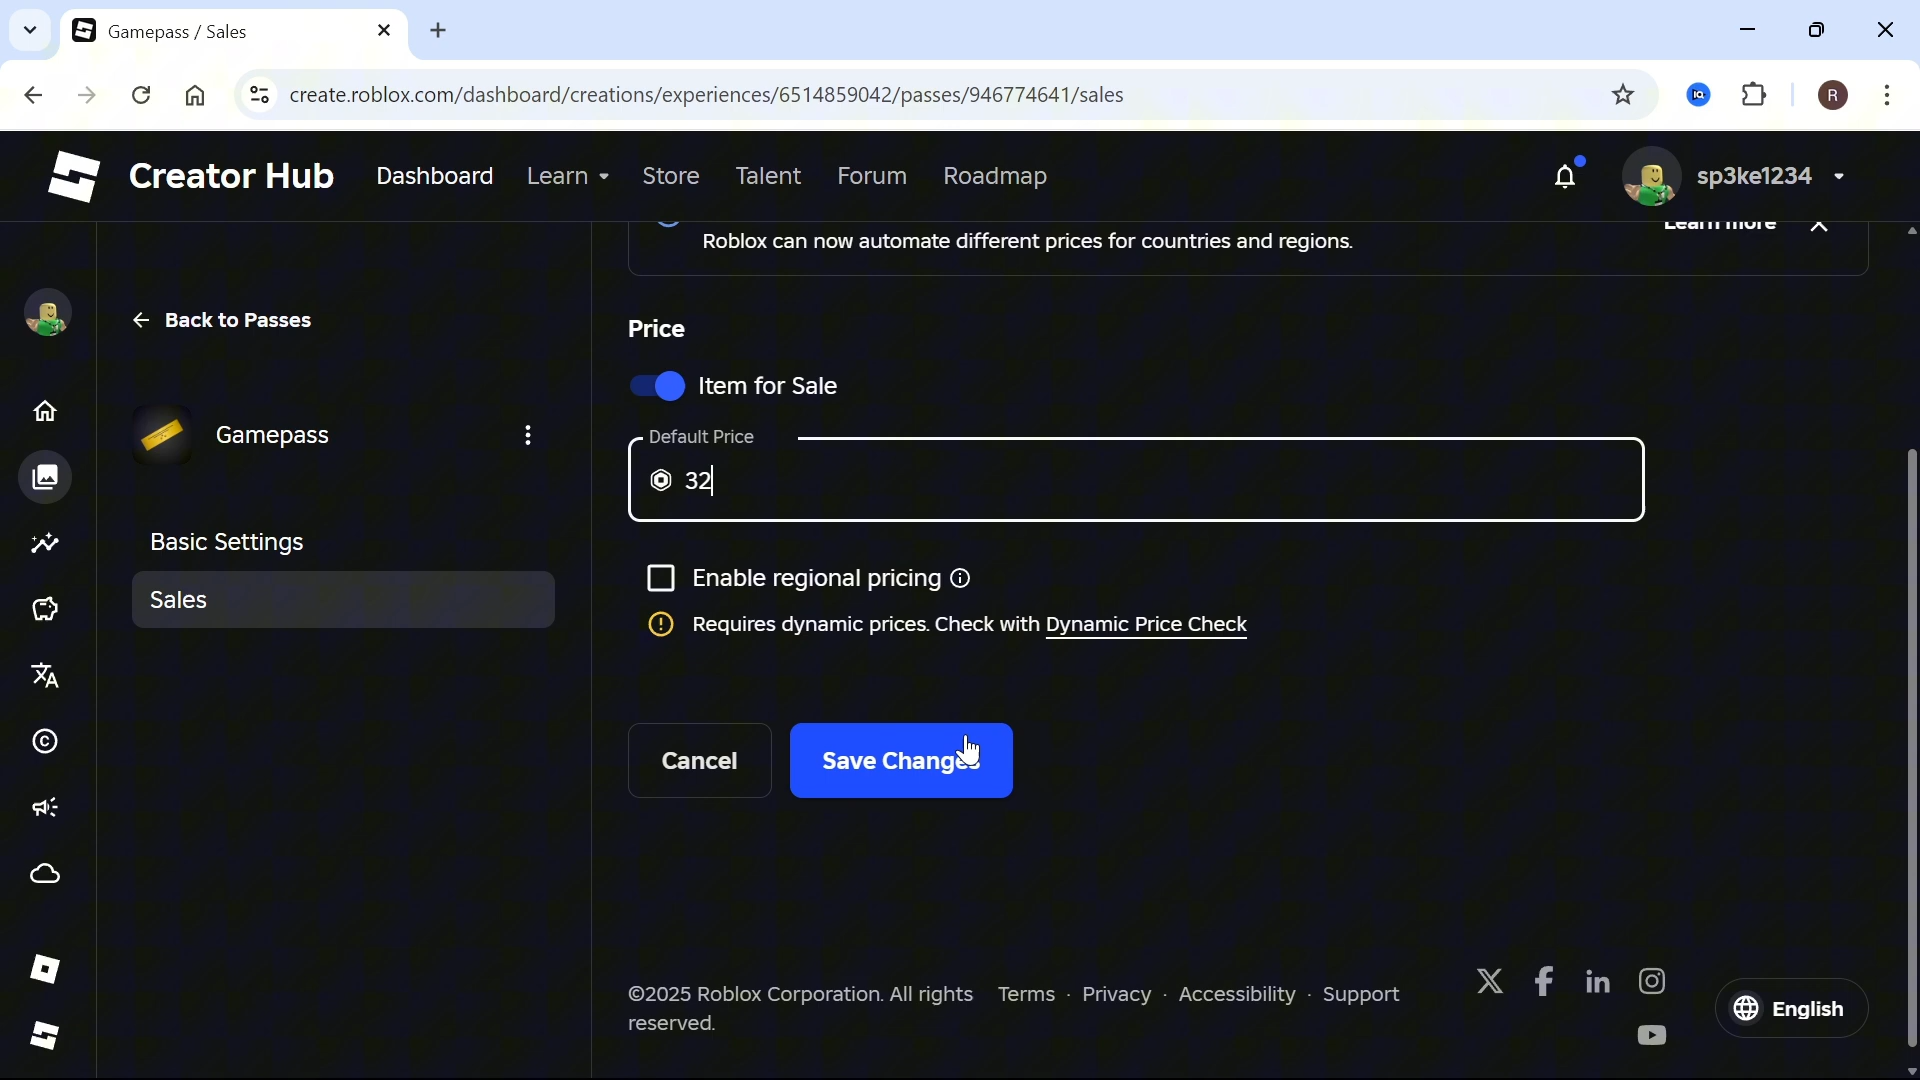 Gamepass / Sales
create.roblox.com/dashboard/creations/experiences/6514859042/passes/946774641/sales
R
Creator Hub Dashboard Learn Store Talent Forum Roadmap sp3ke1234
Learn more
Roblox can now automate different prices for countries and regions.
Back to Passes
Price
Item for Sale
Gamepass
Default Price
32
Basic Settings
Enable regional pricing
Sales
Requires dynamic prices. Check with Dynamic Price Check
Cancel
Save Changes
©2025 Roblox Corporation. All rights reserved.
Terms · Privacy · Accessibility · Support
English